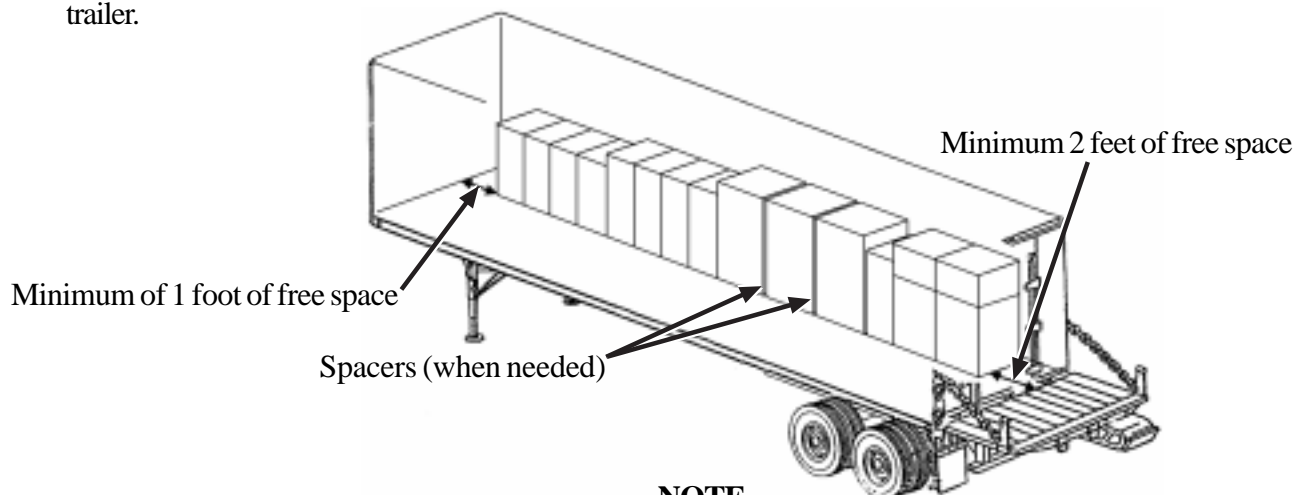 trailer.
Minimum 2 feet of free space
Minimum of 1 foot of free space
Spacers (when needed)
NOTE